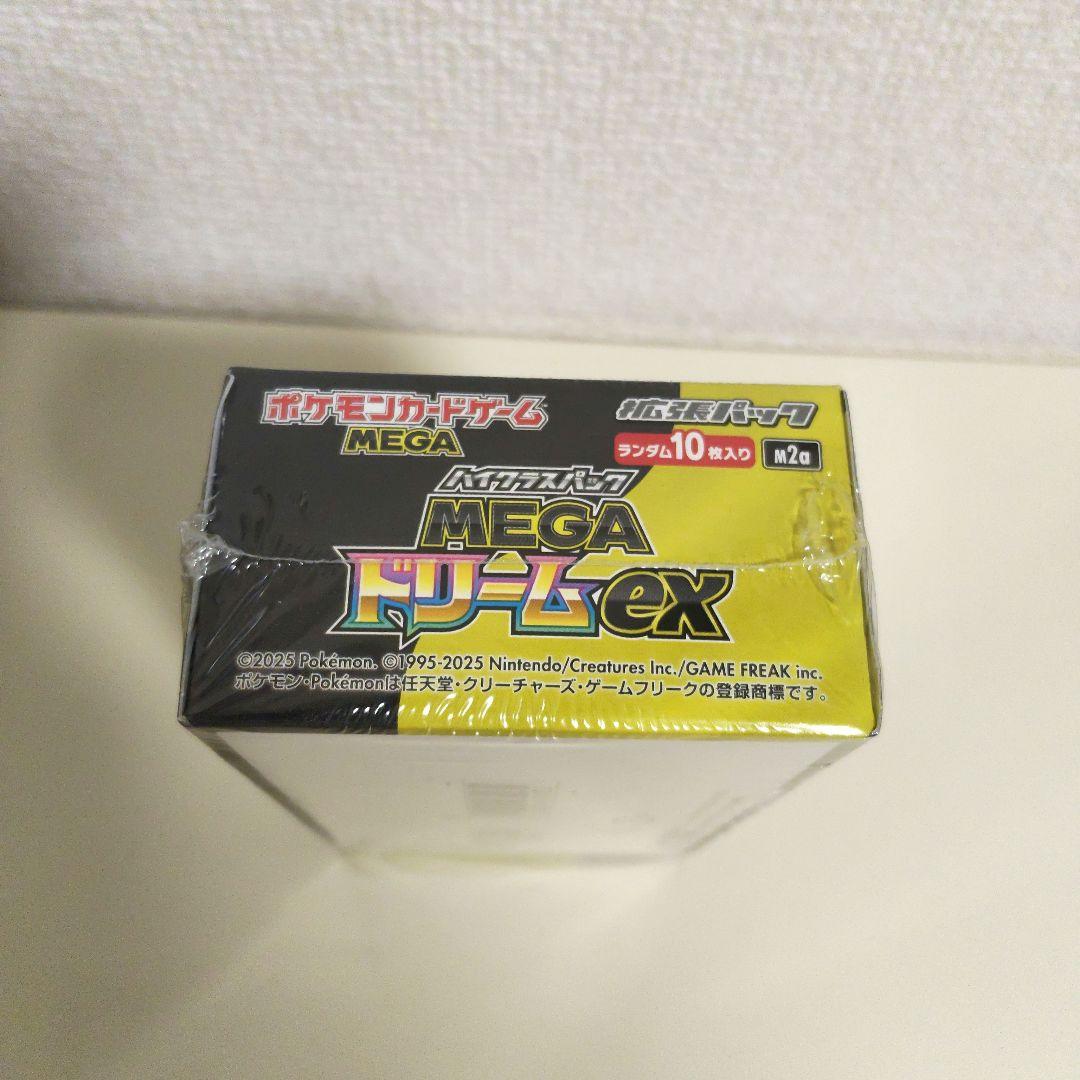 ポケモンカードゲーム
MEGA
拡張パック
ランダム10枚入り
M2a
ハイクラスパック
MEGA
ドリームex
©2025 Pokémon. ©1995-2025 Nintendo/Creatures Inc./GAME FREAK inc.
ポケモン・Pokémonは任天堂・クリーチャーズ・ゲームフリークの登録商標です。